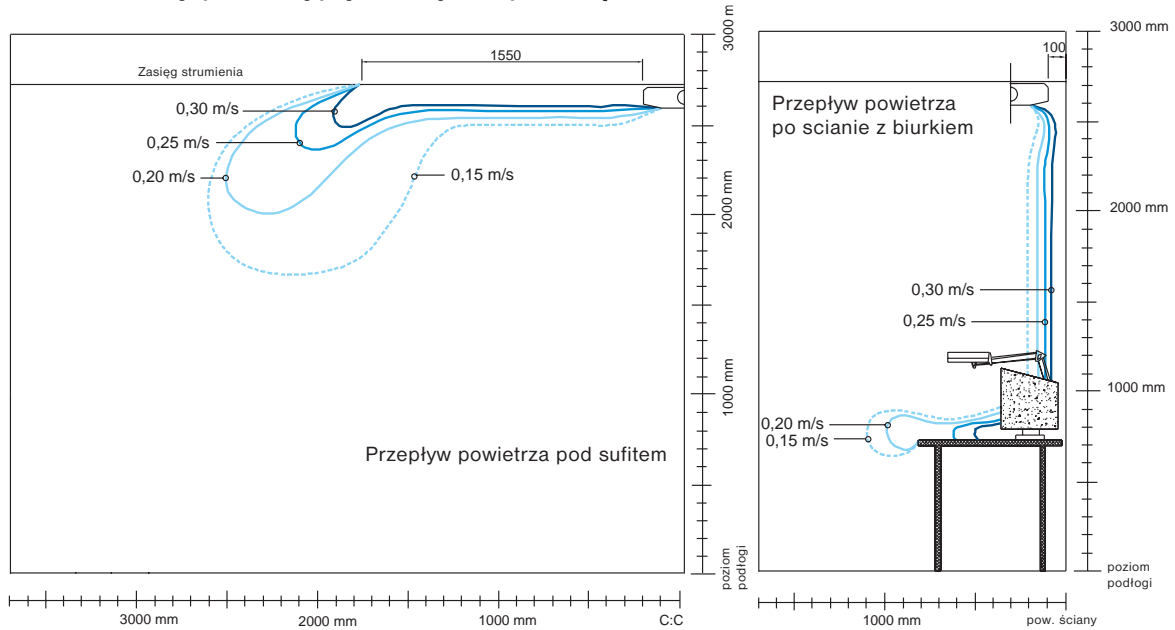 Zasięg strumienia
1550
0,30 m/s
0,25 m/s
0,20 m/s
0,15 m/s
Przepływ powietrza pod sufitem
3000 m
2000 mm
1000 mm
poziom
podłogi
3000 mm
2000 mm
1000 mm
C:C
100
Przepływ powietrza
po scianie z biurkiem
0,30 m/s
0,25 m/s
0,20 m/s
0,15 m/s
3000 mm
2000 mm
1000 mm
poziom
podłogi
1000 mm
pow. ściany